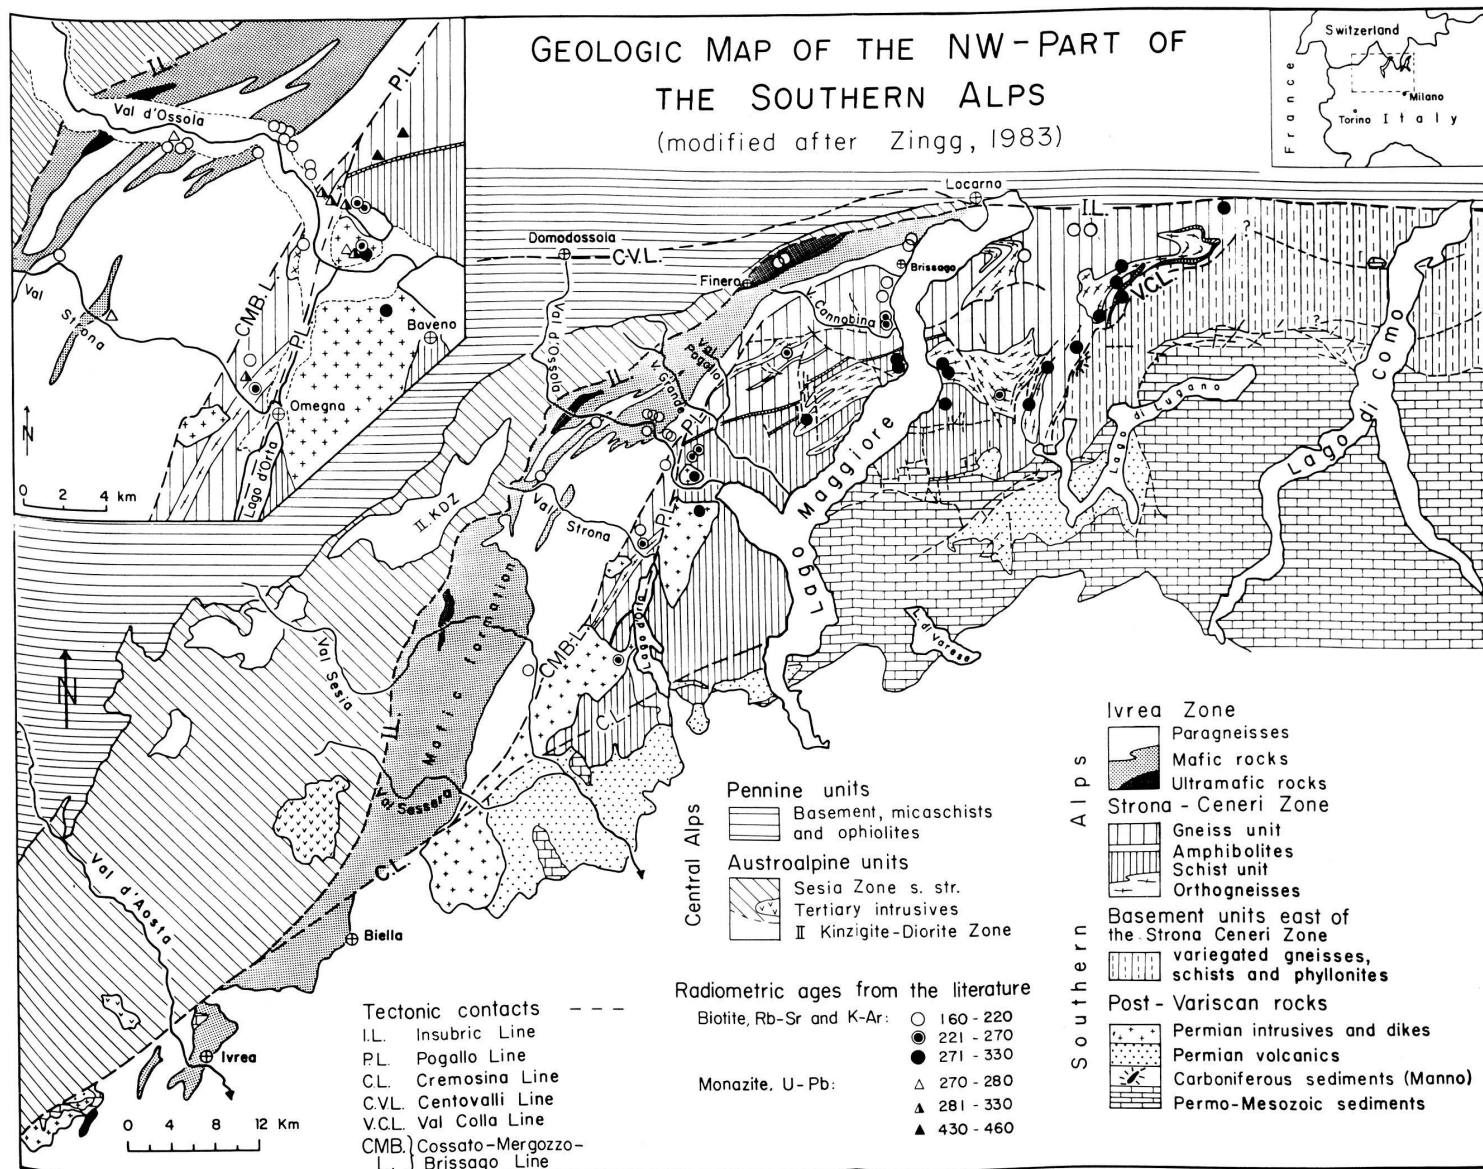 GEOLOGIC MAP OF THE NW-PART OF
THE SOUTHERN ALPS
(modified after Zingg, 1983)
Switzerland
France
Milano
Torino
Italy
I.L.
P.L.
Val d'Ossola
Val
Strona
CMB.L.
P.L.
Baveno
Omegna
Lago d'Orta
N
0 2 4 km
Locarno
I.L.
Domodossola
C.V.L.
Finero
Brissago
V. Cannobina
V.C.L.
?
?
Val d'Ossola
Val Pogallo
V. Grande
I.L.
P.L.
II. KDZ
Val Strona
P.L.
Lago Maggiore
Lago di Lugano
Lago di Como
L. di Varese
Mafic formation
CMB-L.
Lago d'Orta
C.L.
Val Sesia
N
I.L.
Val Sessera
C.L.
Val d'Aosta
Biella
Ivrea
0 4 8 12 Km
Tectonic contacts - - -
I.L. Insubric Line
P.L. Pogallo Line
C.L. Cremosina Line
C.V.L. Centovalli Line
V.C.L. Val Colla Line
CMB. } Cossato-Mergozzo-
L. Brissago Line
Central Alps
Pennine units
Basement, micaschists
and ophiolites
Austroalpine units
Sesia Zone s. str.
Tertiary intrusives
II Kinzigite-Diorite Zone
Radiometric ages from the literature
Biotite, Rb-Sr and K-Ar: 160 - 220
221 - 270
271 - 330
Monazite, U-Pb: 270 - 280
281 - 330
430 - 460
Southern Alps
Ivrea Zone
Paragneisses
Mafic rocks
Ultramafic rocks
Strona - Ceneri Zone
Gneiss unit
Amphibolites
Schist unit
Orthogneisses
Basement units east of
the Strona Ceneri Zone
variegated gneisses,
schists and phyllonites
Post-Variscan rocks
Permian intrusives and dikes
Permian volcanics
Carboniferous sediments (Manno)
Permo-Mesozoic sediments